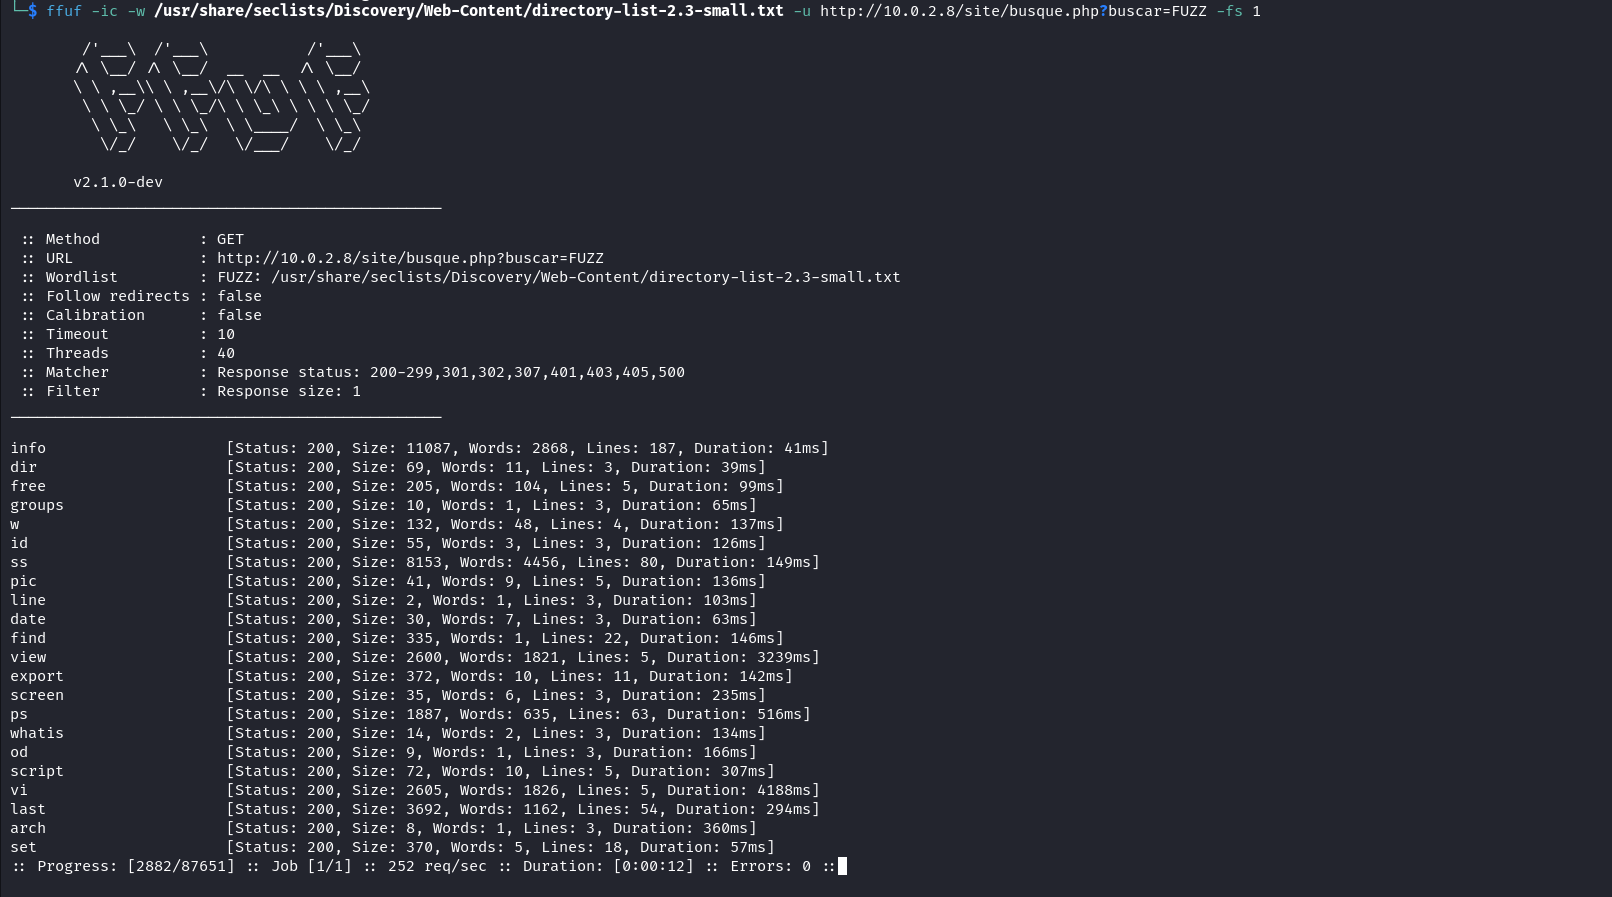 └─$ ffuf -ic -w /usr/share/seclists/Discovery/Web-Content/directory-list-2.3-small.txt -u http://10.0.2.8/site/busque.php?buscar=FUZZ -fs 1
        /'___\  /'___\           /'___\
       /\ \__/ /\ \__/  __  __  /\ \__/
       \ \ ,__\\ \ ,__\/\ \/\ \ \ \ ,__\
        \ \ \_/ \ \ \_/\ \ \_\ \ \ \ \_/
         \ \_\   \ \_\  \ \____/  \ \_\
          \/_/    \/_/   \/___/    \/_/
       v2.1.0-dev
________________________________________________
 :: Method           : GET
 :: URL              : http://10.0.2.8/site/busque.php?buscar=FUZZ
 :: Wordlist         : FUZZ: /usr/share/seclists/Discovery/Web-Content/directory-list-2.3-small.txt
 :: Follow redirects : false
 :: Calibration      : false
 :: Timeout          : 10
 :: Threads          : 40
 :: Matcher          : Response status: 200-299,301,302,307,401,403,405,500
 :: Filter           : Response size: 1
________________________________________________
info                    [Status: 200, Size: 11087, Words: 2868, Lines: 187, Duration: 41ms]
dir                     [Status: 200, Size: 69, Words: 11, Lines: 3, Duration: 39ms]
free                    [Status: 200, Size: 205, Words: 104, Lines: 5, Duration: 99ms]
groups                  [Status: 200, Size: 10, Words: 1, Lines: 3, Duration: 65ms]
w                       [Status: 200, Size: 132, Words: 48, Lines: 4, Duration: 137ms]
id                      [Status: 200, Size: 55, Words: 3, Lines: 3, Duration: 126ms]
ss                      [Status: 200, Size: 8153, Words: 4456, Lines: 80, Duration: 149ms]
pic                     [Status: 200, Size: 41, Words: 9, Lines: 5, Duration: 136ms]
line                    [Status: 200, Size: 2, Words: 1, Lines: 3, Duration: 103ms]
date                    [Status: 200, Size: 30, Words: 7, Lines: 3, Duration: 63ms]
find                    [Status: 200, Size: 335, Words: 1, Lines: 22, Duration: 146ms]
view                    [Status: 200, Size: 2600, Words: 1821, Lines: 5, Duration: 3239ms]
export                  [Status: 200, Size: 372, Words: 10, Lines: 11, Duration: 142ms]
screen                  [Status: 200, Size: 35, Words: 6, Lines: 3, Duration: 235ms]
ps                      [Status: 200, Size: 1887, Words: 635, Lines: 63, Duration: 516ms]
whatis                  [Status: 200, Size: 14, Words: 2, Lines: 3, Duration: 134ms]
od                      [Status: 200, Size: 9, Words: 1, Lines: 3, Duration: 166ms]
script                  [Status: 200, Size: 72, Words: 10, Lines: 5, Duration: 307ms]
vi                      [Status: 200, Size: 2605, Words: 1826, Lines: 5, Duration: 4188ms]
last                    [Status: 200, Size: 3692, Words: 1162, Lines: 54, Duration: 294ms]
arch                    [Status: 200, Size: 8, Words: 1, Lines: 3, Duration: 360ms]
set                     [Status: 200, Size: 370, Words: 5, Lines: 18, Duration: 57ms]
:: Progress: [2882/87651] :: Job [1/1] :: 252 req/sec :: Duration: [0:00:12] :: Errors: 0 ::